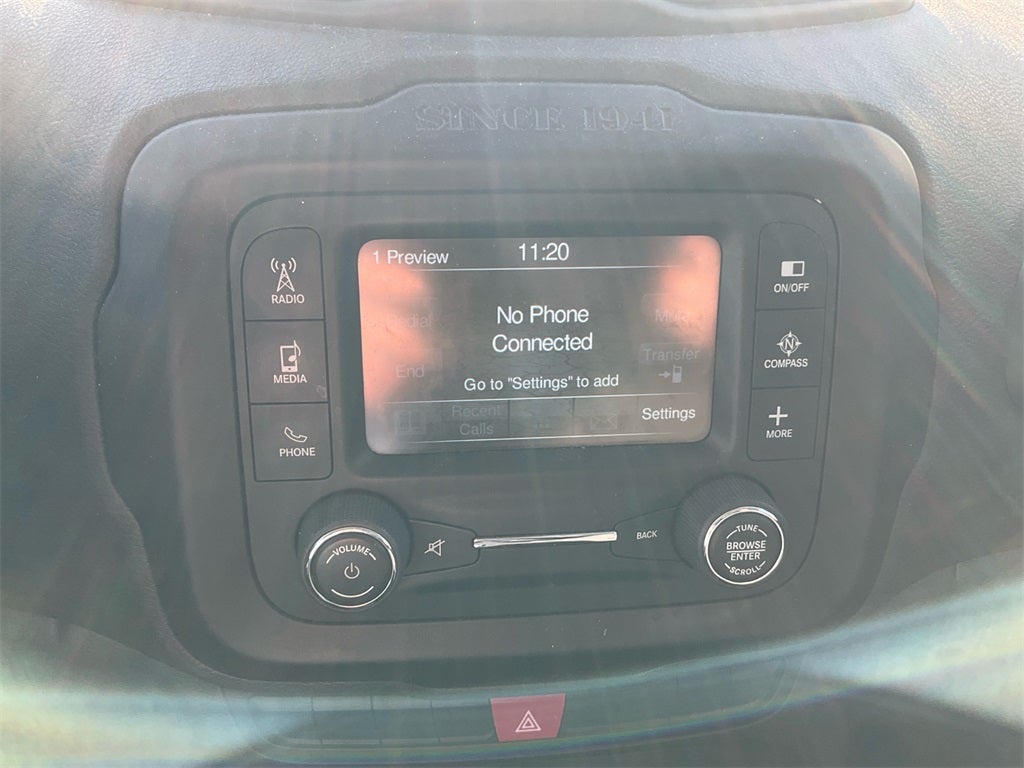 SINCE 1941
1 Preview 11:20
RADIO
MEDIA
PHONE
No Phone
Connected
Go to "Settings" to add
Redial
End
Mute
Transfer
Recent
Calls
Settings
ON/OFF
N
COMPASS
MORE
VOLUME
BACK
TUNE
BROWSE
ENTER
SCROLL